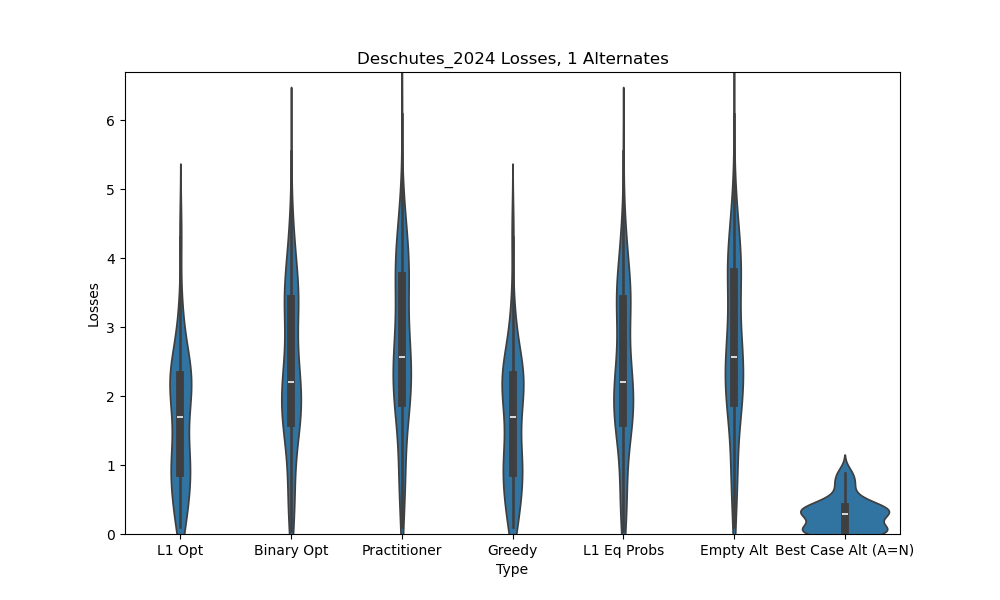 Deschutes_2024 Losses, 1 Alternates
Losses
6
5
4
3
2
1
0
L1 Opt
Binary Opt
Practitioner
Greedy
L1 Eq Probs
Empty Alt
Best Case Alt (A=N)
Type